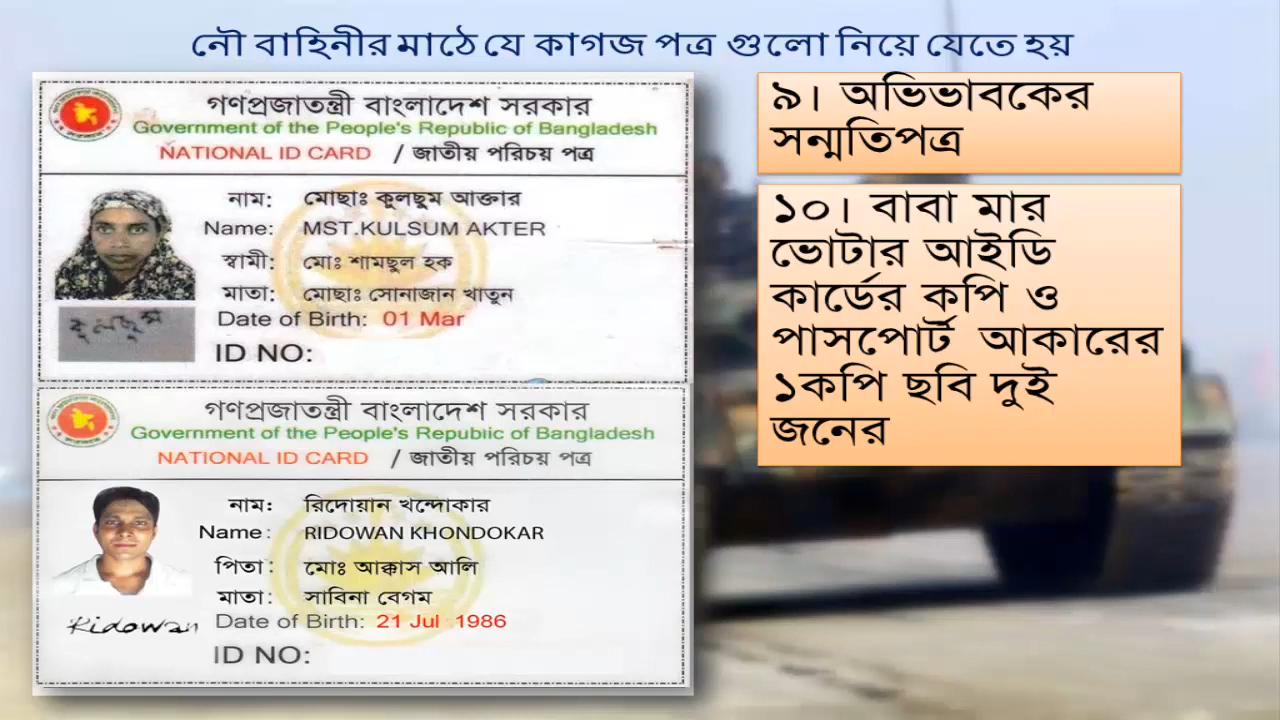 নৌ বাহিনীর মাঠে যে কাগজ পত্র গুলো নিয়ে যেতে হয়
গণপ্রজাতন্ত্রী বাংলাদেশ সরকার
Government of the People's Republic of Bangladesh
NATIONAL ID CARD / জাতীয় পরিচয় পত্র
নাম: মোছাঃ কুলছুম আক্তার
Name: MST.KULSUM AKTER
স্বামী: মোঃ শামছুল হক
মাতা: মোছাঃ সোনাজান খাতুন
কুলছুম
Date of Birth: 01 Mar
ID NO:
গণপ্রজাতন্ত্রী বাংলাদেশ সরকার
Government of the People's Republic of Bangladesh
NATIONAL ID CARD / জাতীয় পরিচয় পত্র
নাম: রিদোয়ান খন্দোকার
Name: RIDOWAN KHONDOKAR
পিতা: মোঃ আক্কাস আলি
মাতা: সাবিনা বেগম
Ridowan
Date of Birth: 21 Jul 1986
ID NO:
৯। অভিভাবকের
সন্মতিপত্র
১০। বাবা মার
ভোটার আইডি
কার্ডের কপি ও
পাসপোর্ট আকারের
১কপি ছবি দুই
জনের